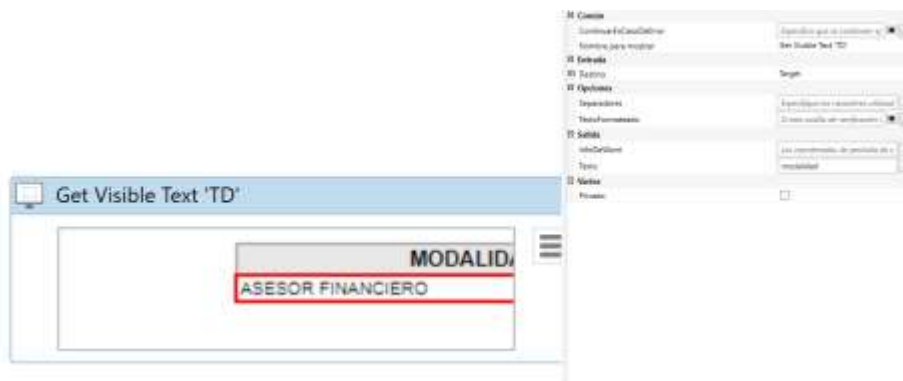 Común
ContinuarEnCasoDeError
Nombre para mostrar Get Visible Text 'TD'
Entrada
Destino Target
Opciones
Separadores
TextoFormateado
Salida
Texto modalidad
Varios
Privado
Get Visible Text 'TD'
MODALIDA
ASESOR FINANCIERO